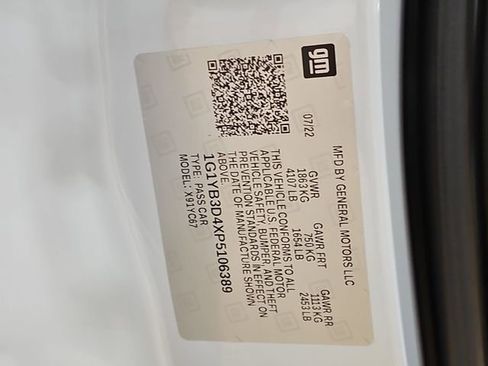 gm
07/22
MFD BY GENERAL MOTORS LLC
GVWR GAWR FRT GAWR RR
1863 KG 750 KG 1113 KG
4107 LB 1654 LB 2453 LB
THIS VEHICLE CONFORMS TO ALL
APPLICABLE U.S. FEDERAL MOTOR
VEHICLE SAFETY, BUMPER, AND THEFT
PREVENTION STANDARDS IN EFFECT ON
THE DATE OF MANUFACTURE SHOWN
ABOVE.
1G1YB3D4XP5106389
TYPE: PASS CAR
MODEL: X91YC67